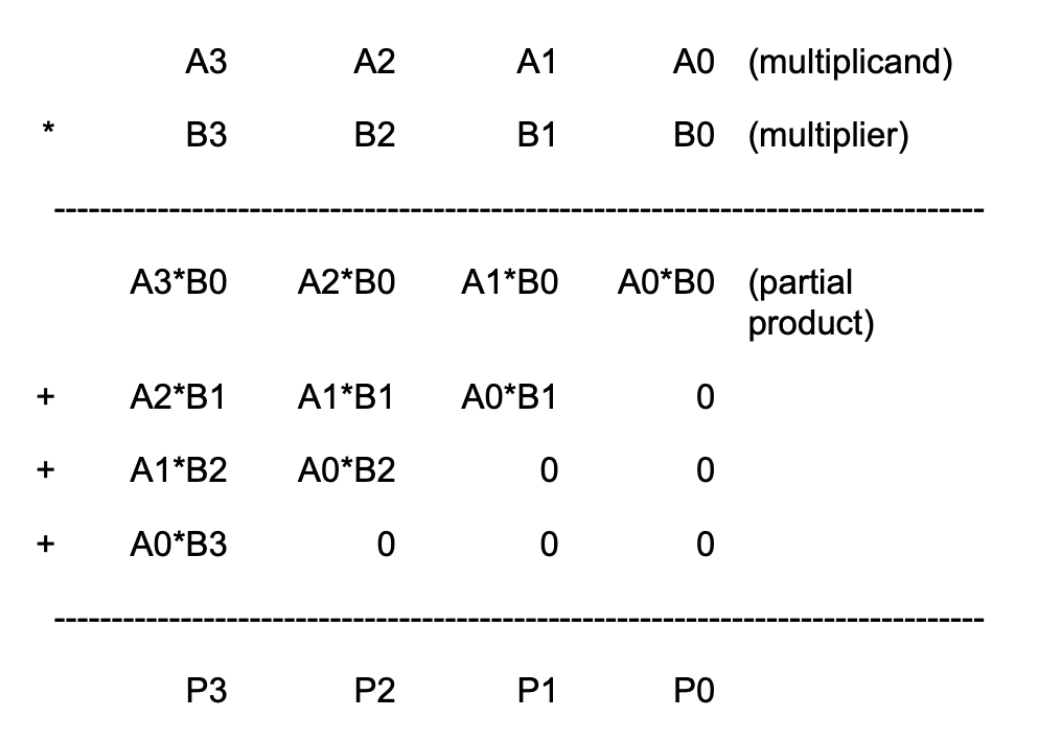 A3 A2 A1 A0 (multiplicand)
* B3 B2 B1 B0 (multiplier)
--------------------------------------------------------------------------------
A3*B0 A2*B0 A1*B0 A0*B0 (partial
product)
+ A2*B1 A1*B1 A0*B1 0
+ A1*B2 A0*B2 0 0
+ A0*B3 0 0 0
--------------------------------------------------------------------------------
P3 P2 P1 P0